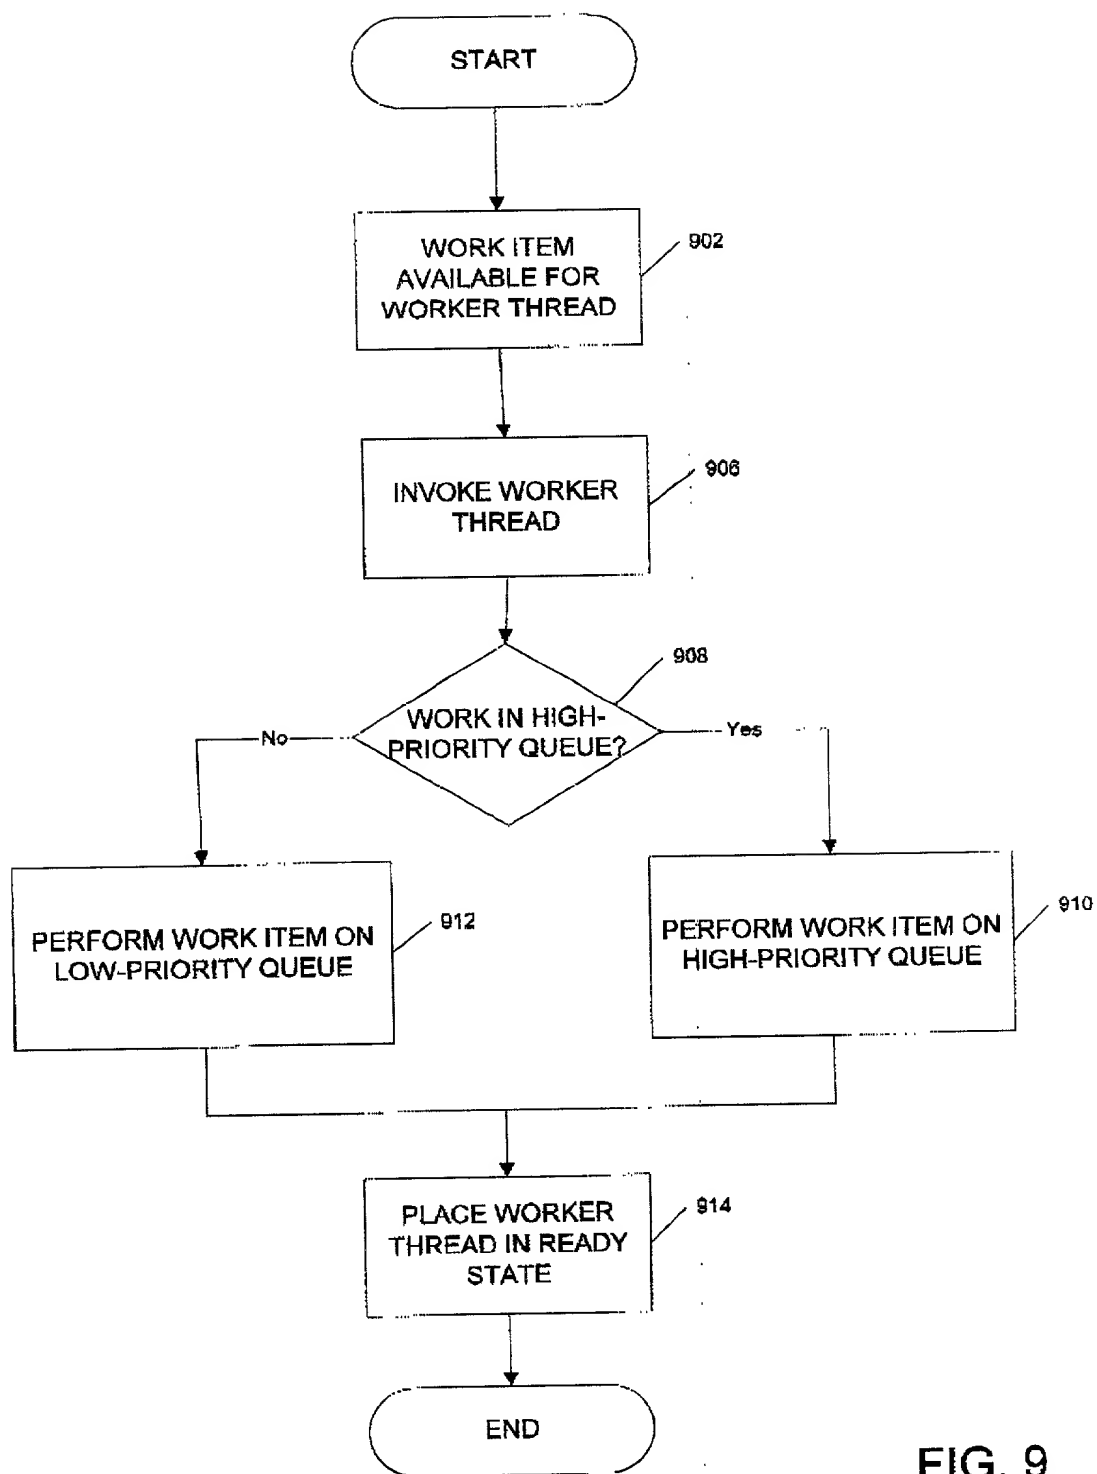 START
WORK ITEM
AVAILABLE FOR
WORKER THREAD
902
INVOKE WORKER
THREAD
906
908
WORK IN HIGH-
PRIORITY QUEUE?
No
Yes
PERFORM WORK ITEM ON
LOW-PRIORITY QUEUE
912
PERFORM WORK ITEM ON
HIGH-PRIORITY QUEUE
910
PLACE WORKER
THREAD IN READY
STATE
914
END
FIG. 9